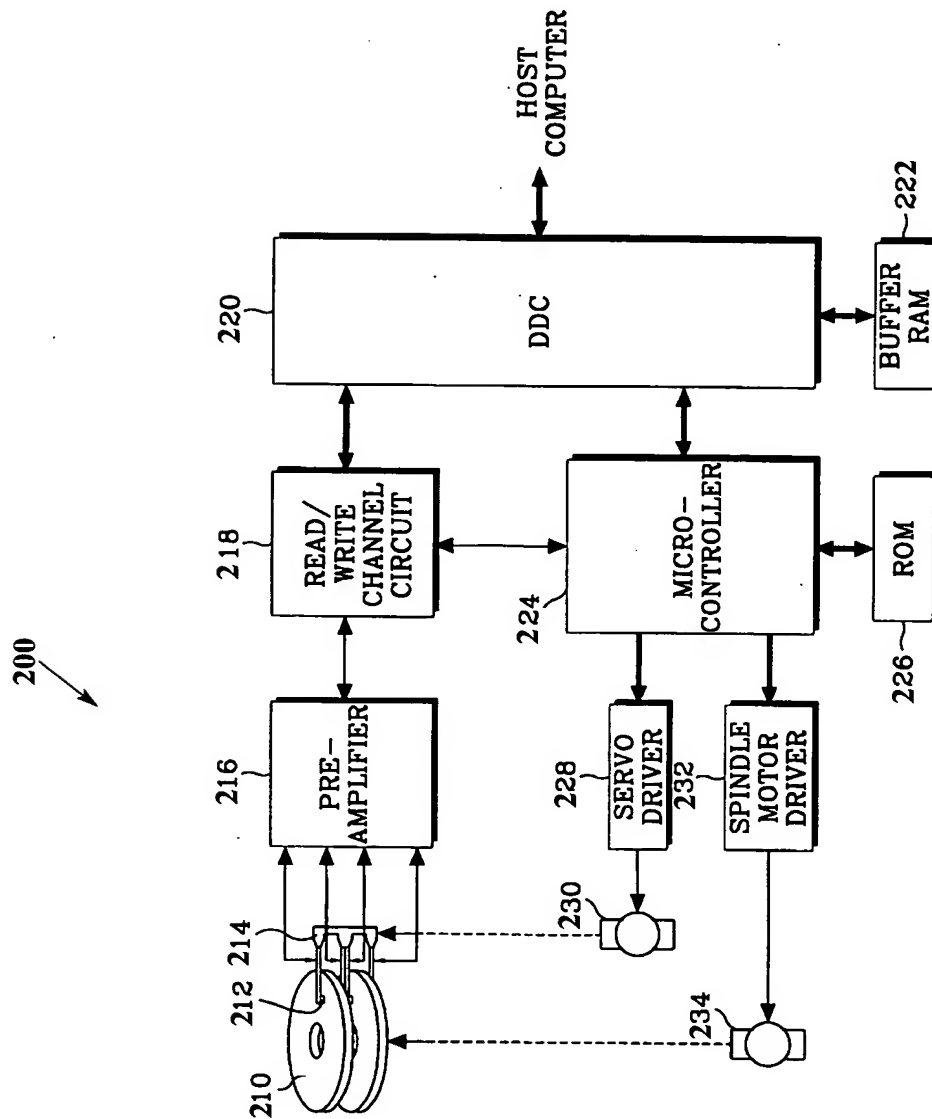 200
210
212
214
216
PRE-
AMPLIFIER
218
READ/
WRITE
CHANNEL
CIRCUIT
220
DDC
HOST
COMPUTER
222
BUFFER
RAM
224
MICRO-
CONTROLLER
226
ROM
228
SERVO
DRIVER
230
232
SPINDLE
MOTOR
DRIVER
234